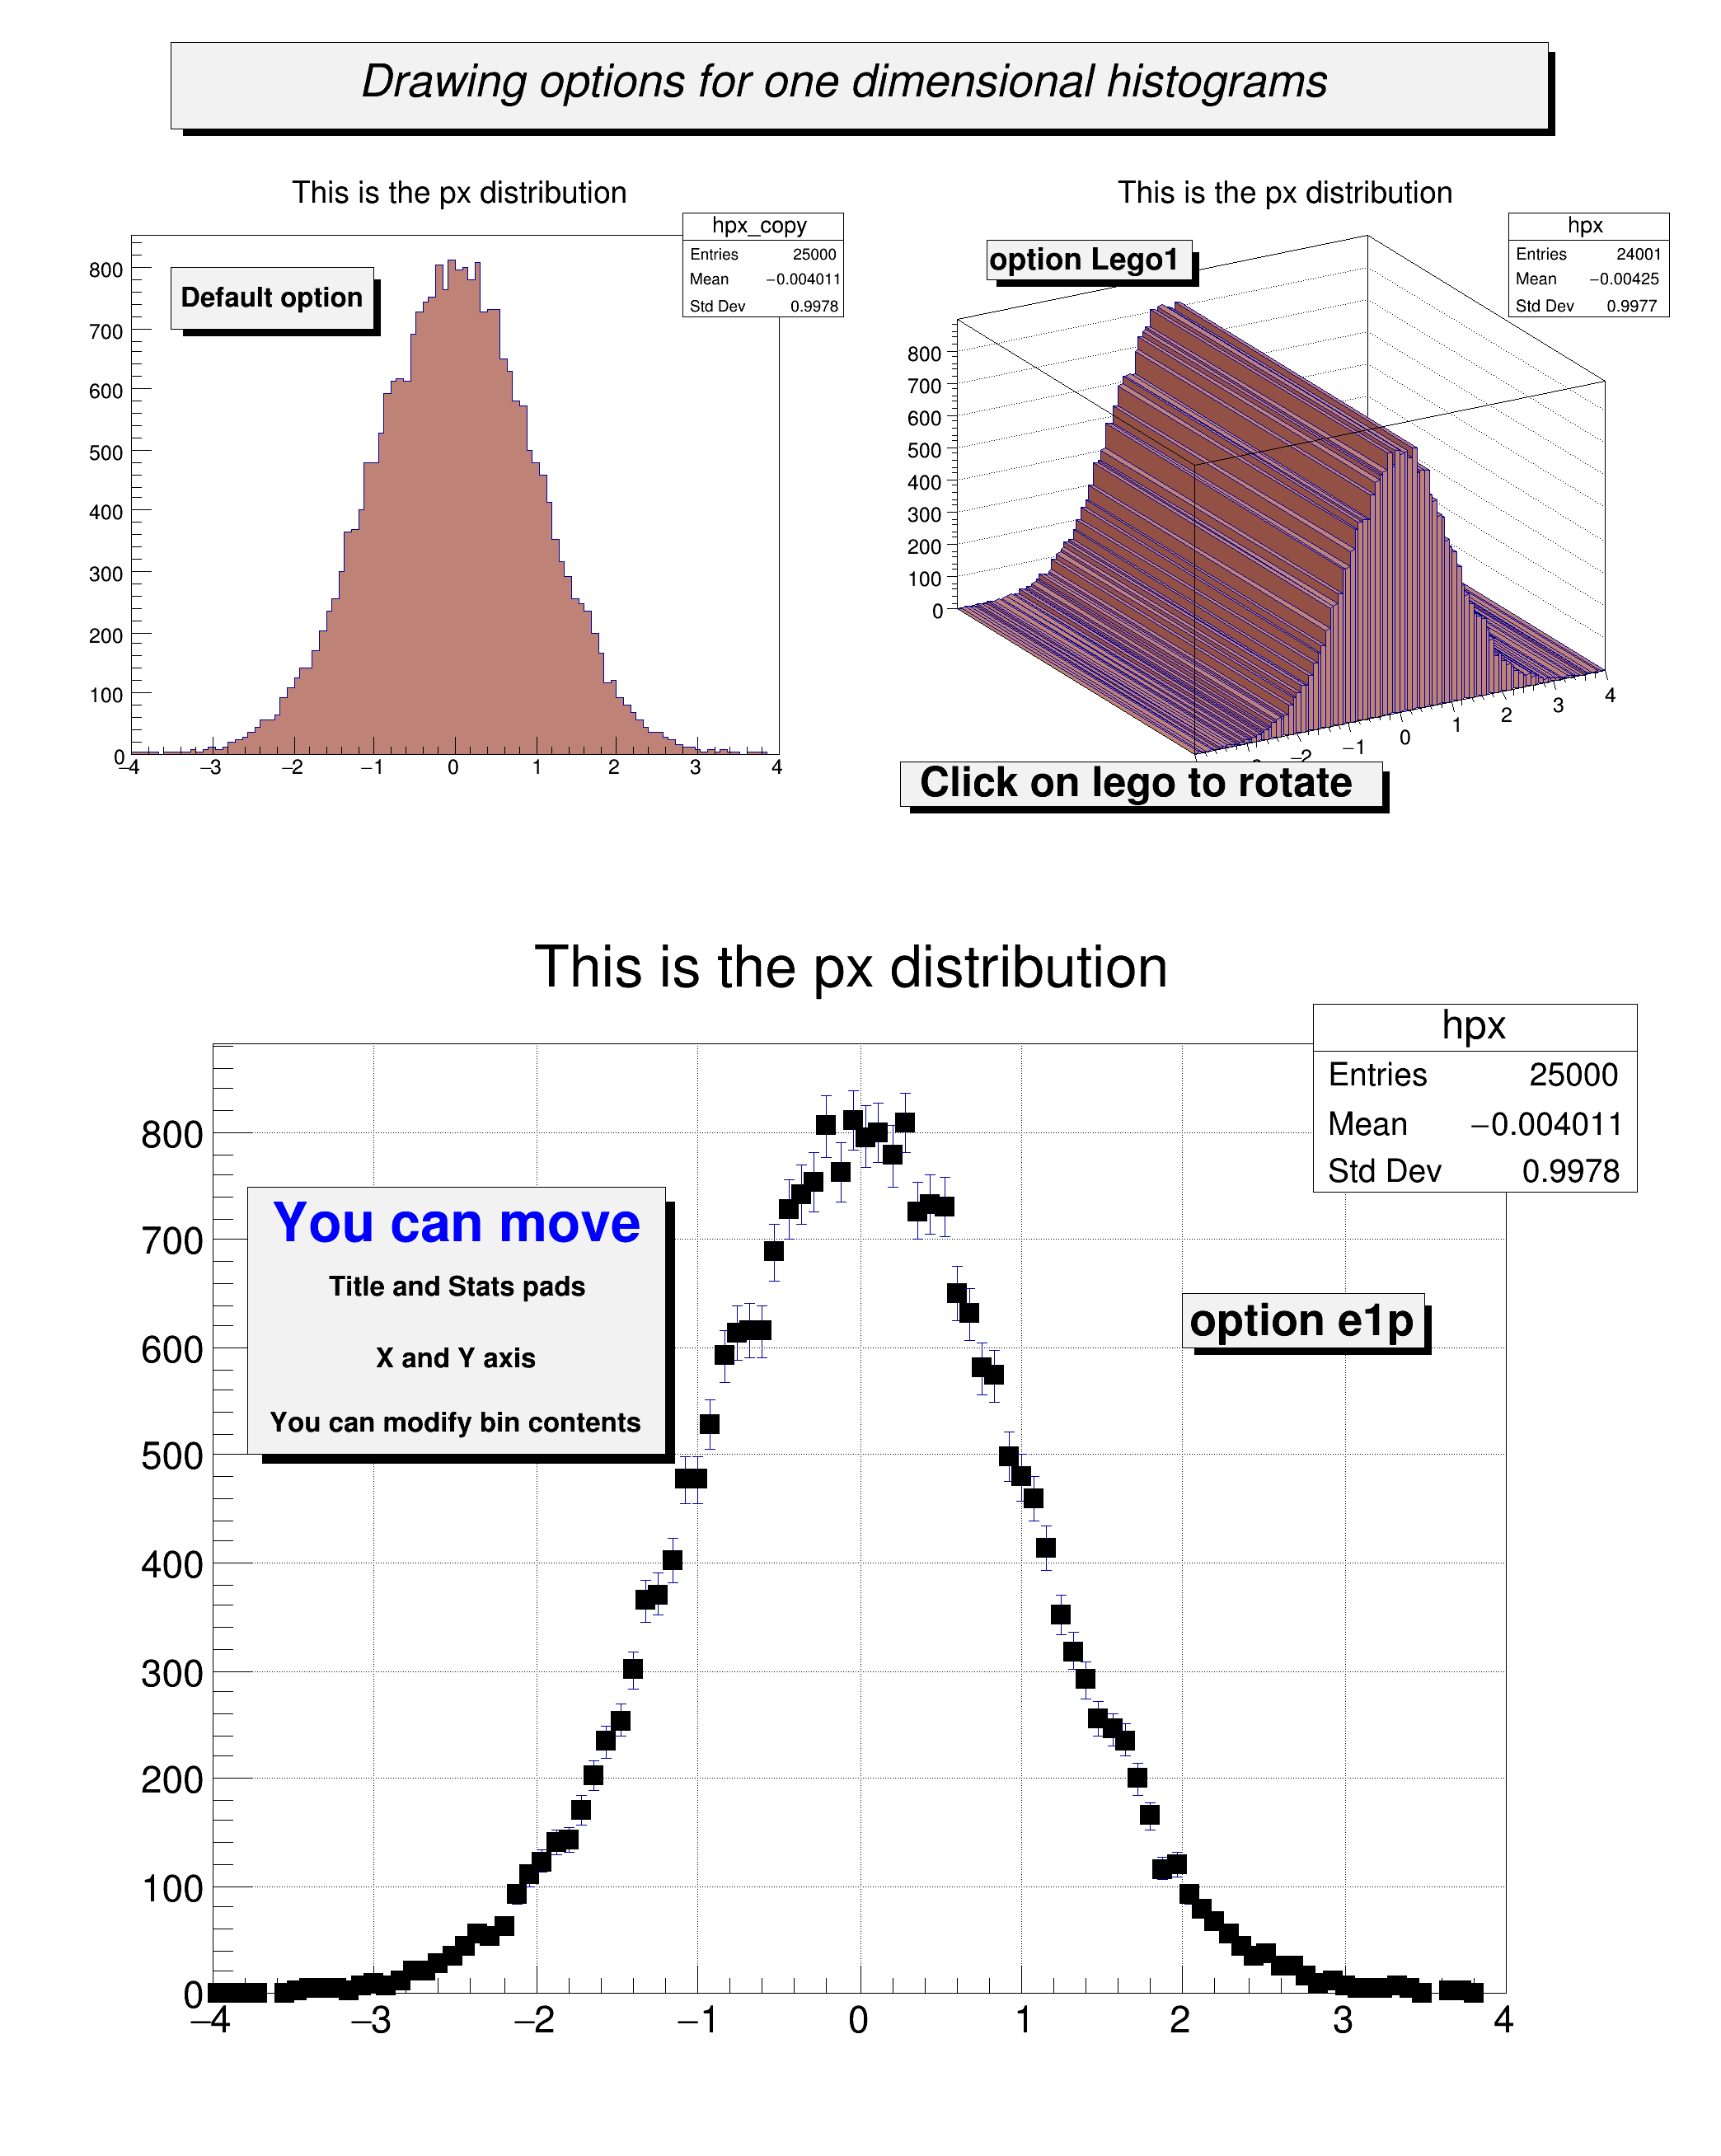 Drawing options for one dimensional histograms
This is the px distribution
hpx_copy
Entries 25000
Mean −0.004011
Std Dev 0.9978
Default option
800
700
600
500
400
300
200
100
0
−4 −3 −2 −1 0 1 2 3 4
This is the px distribution
hpx
Entries 24001
Mean −0.00425
Std Dev 0.9977
option Lego1
800
700
600
500
400
300
200
100
0
−2 −1 0 1 2 3 4
Click on lego to rotate
This is the px distribution
hpx
Entries 25000
Mean −0.004011
Std Dev 0.9978
You can move
Title and Stats pads
X and Y axis
You can modify bin contents
option e1p
800
700
600
500
400
300
200
100
0
−4 −3 −2 −1 0 1 2 3 4